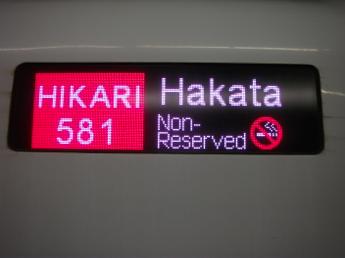 HIKARI
581
Hakata
Non-
Reserved